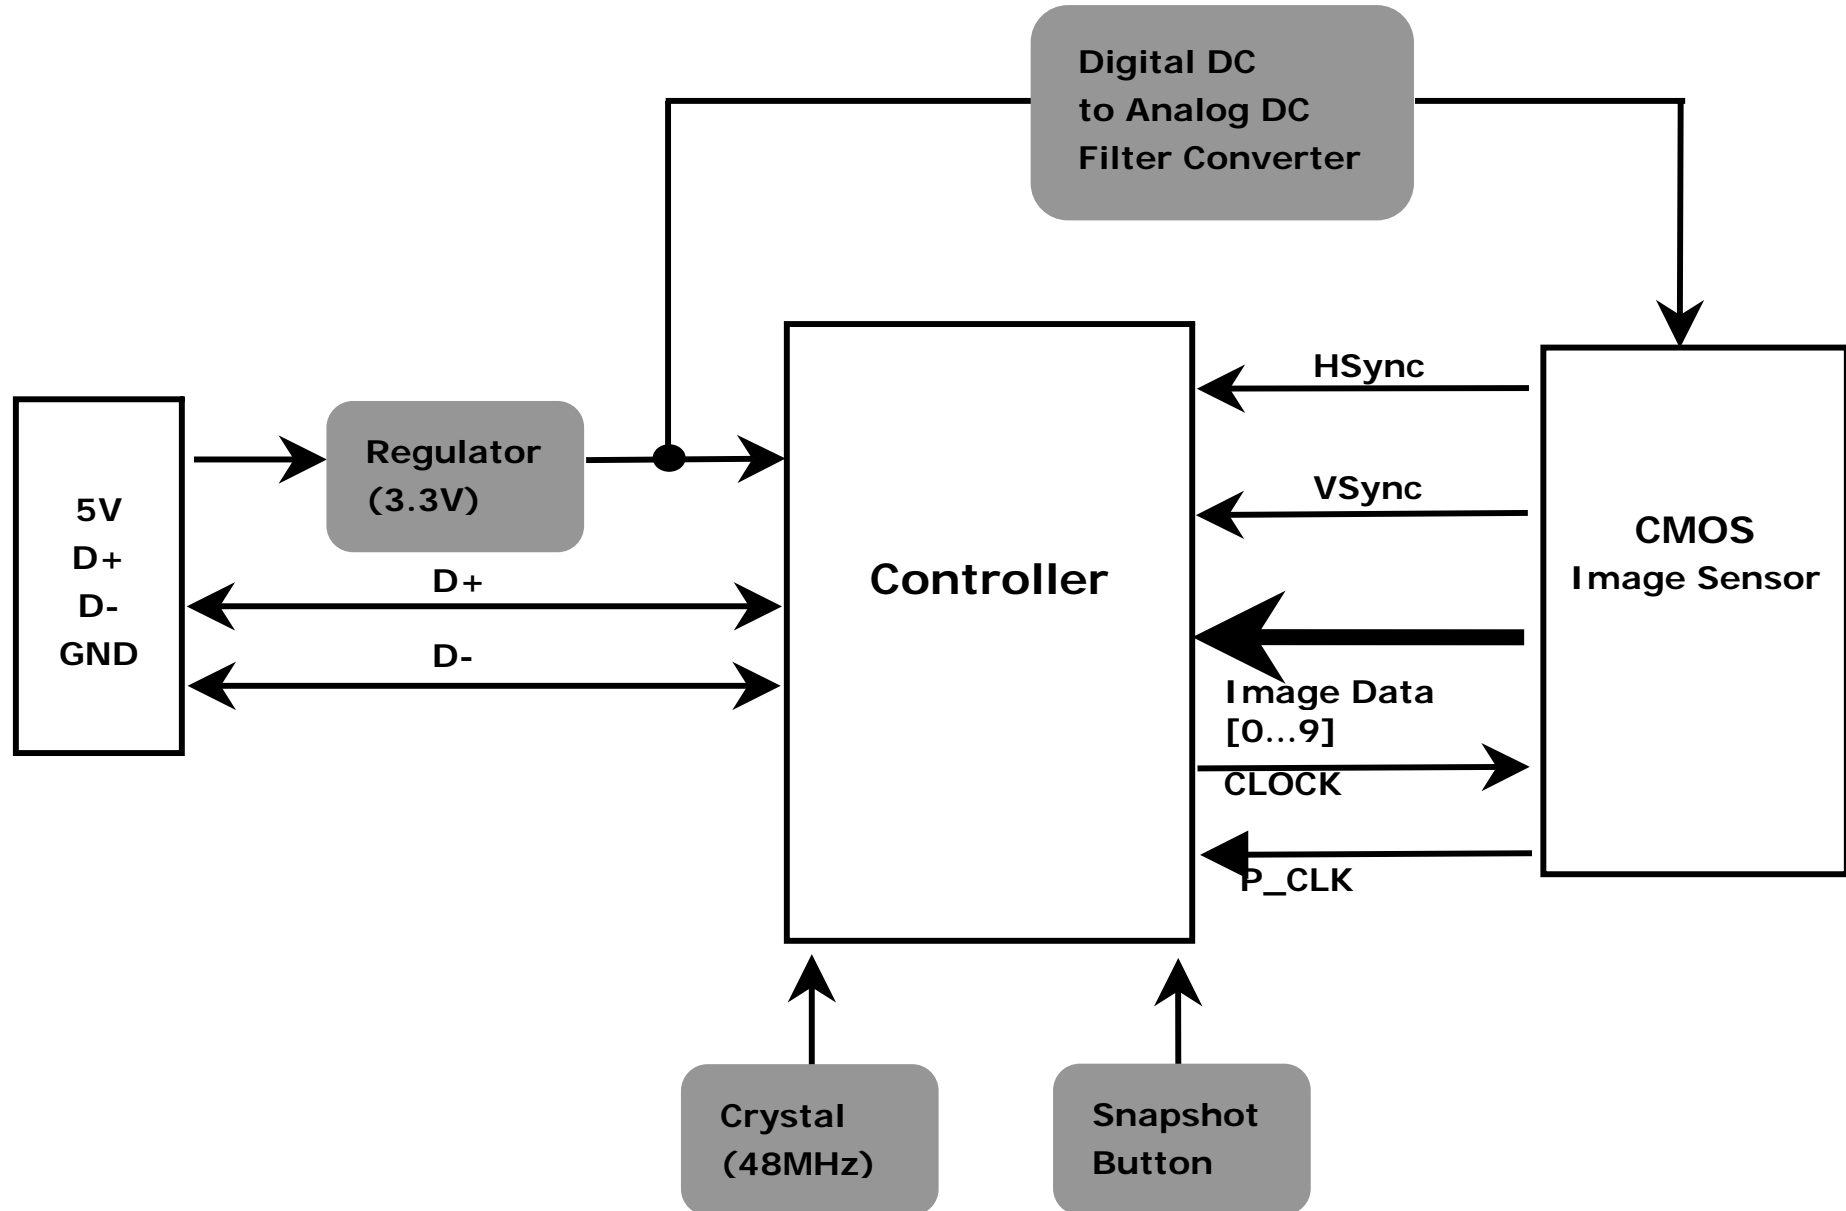 Digital DC
to Analog DC
Filter Converter
HSync
Regulator
(3.3V)
VSync
5V
D+
D-
GND
D+
D-
Controller
CMOS
Image Sensor
Image Data
[0...9]
CLOCK
P_CLK
Crystal
(48MHz)
Snapshot
Button